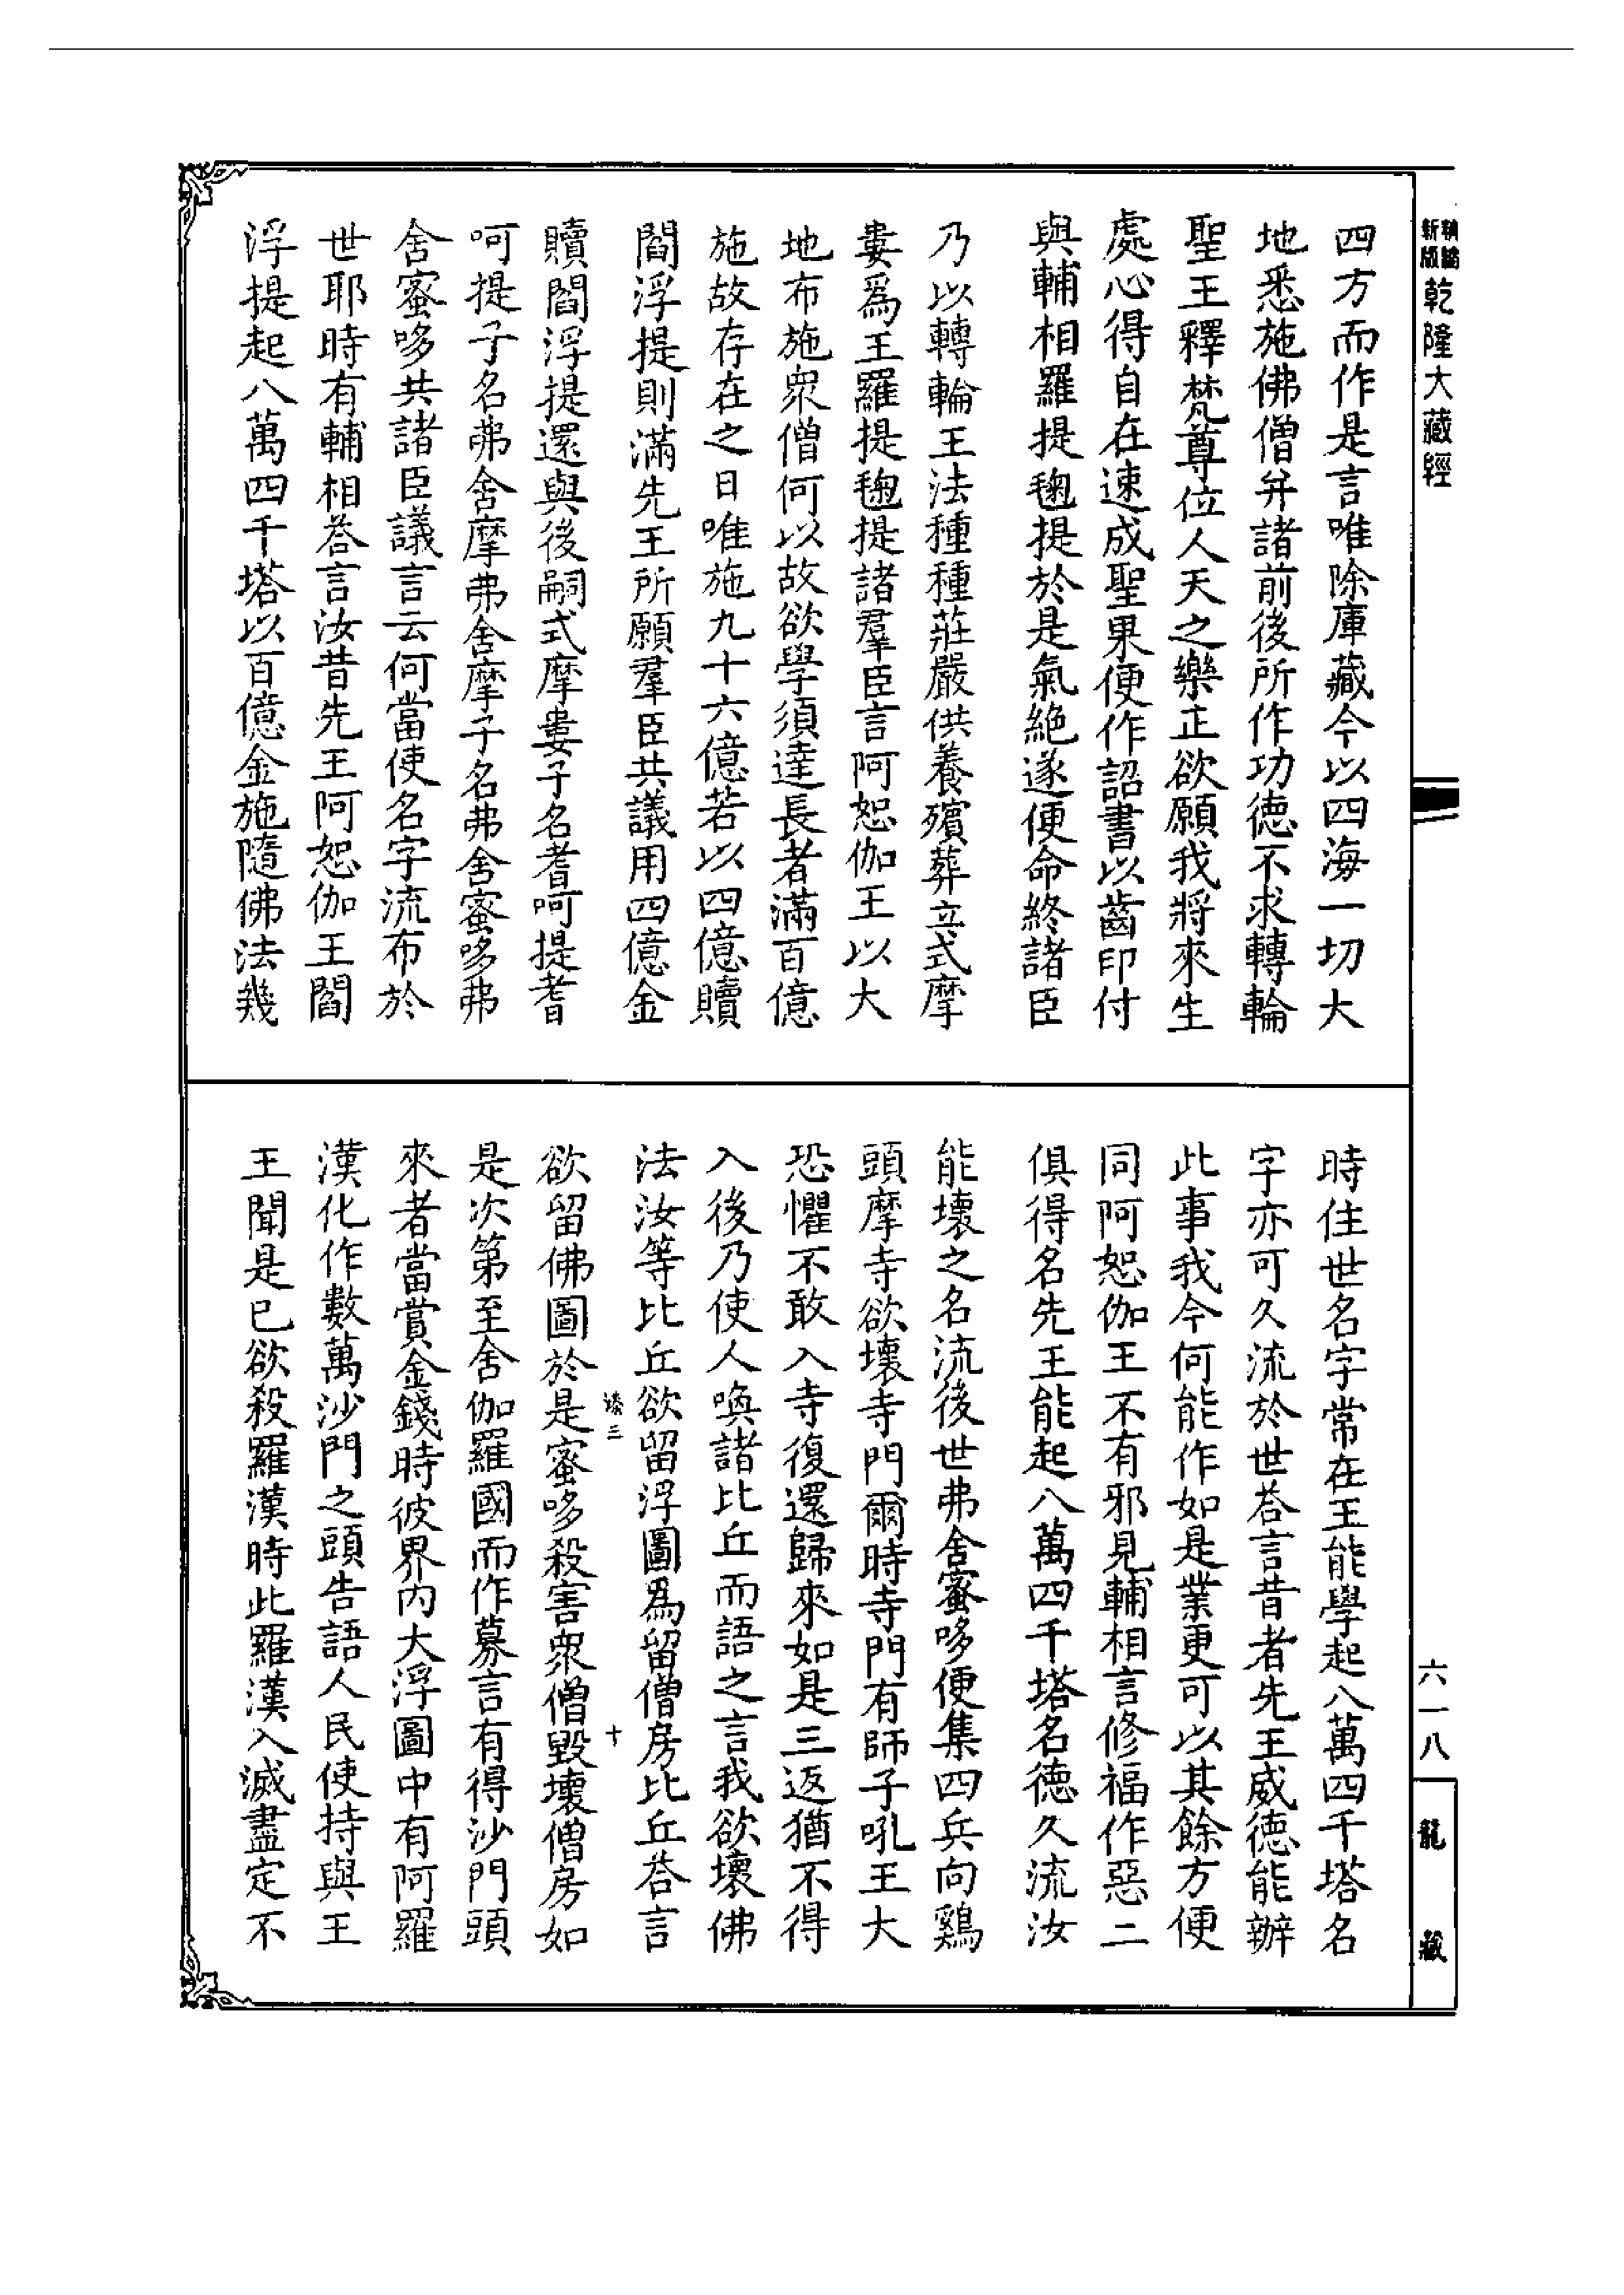 新編
新版
乾隆大藏經
四方而作是言唯除庫藏今以四海一切大
地悉施佛僧弁諸前後所作功德不求轉輪
聖王釋梵尊位人天之樂正欲願我將來生
處心得自在速成聖果便作詔書以齒印付
與輔相羅提毱提於是氣絕遂便命終諸臣
乃以轉輪王法種種莊嚴供養殯葬立式摩
婁爲王羅提毱提諸羣臣言阿恕伽王以大
地布施眾僧何以故欲學須達長者滿百億
施故存在之日唯施九十六億若以四億贖
閻浮提則滿先王所願羣臣共議用四億金
贖閻浮提還與後嗣式摩婁子名耆呵提耆
呵提子名弗舍摩弗舍摩子名弗舍蜜哆弗
舍蜜哆共諸臣議言云何當使名字流布於
世耶時有輔相荅言汝昔先王阿恕伽王閻
浮提起八萬四千塔以百億金施隨佛法幾
時住世名字常在王能學起八萬四千塔名
字亦可久流於世荅言昔者先王威德能辦
此事我今何能作如是業更可以其餘方便
同阿恕伽王不有邪見輔相言修福作惡二
俱得名先王能起八萬四千塔名德久流汝
能壞之名流後世弗舍蜜哆便集四兵向鷄
頭摩寺欲壞寺門爾時寺門有師子吼王大
恐懼不敢入寺復還歸來如是三返猶不得
入後乃使人喚諸比丘而語之言我欲壞佛
法汝等比丘欲留浮圖爲留僧房比丘荅言
欲留佛圖於是蜜哆殺害眾僧毀壞僧房如
是次第至舍伽羅國而作募言有得沙門頭
來者當賞金錢時彼界内大浮圖中有阿羅
漢化作數萬沙門之頭告語人民使持與王
王聞是已欲殺羅漢時此羅漢入滅盡定不
三
十
六一八
龍藏